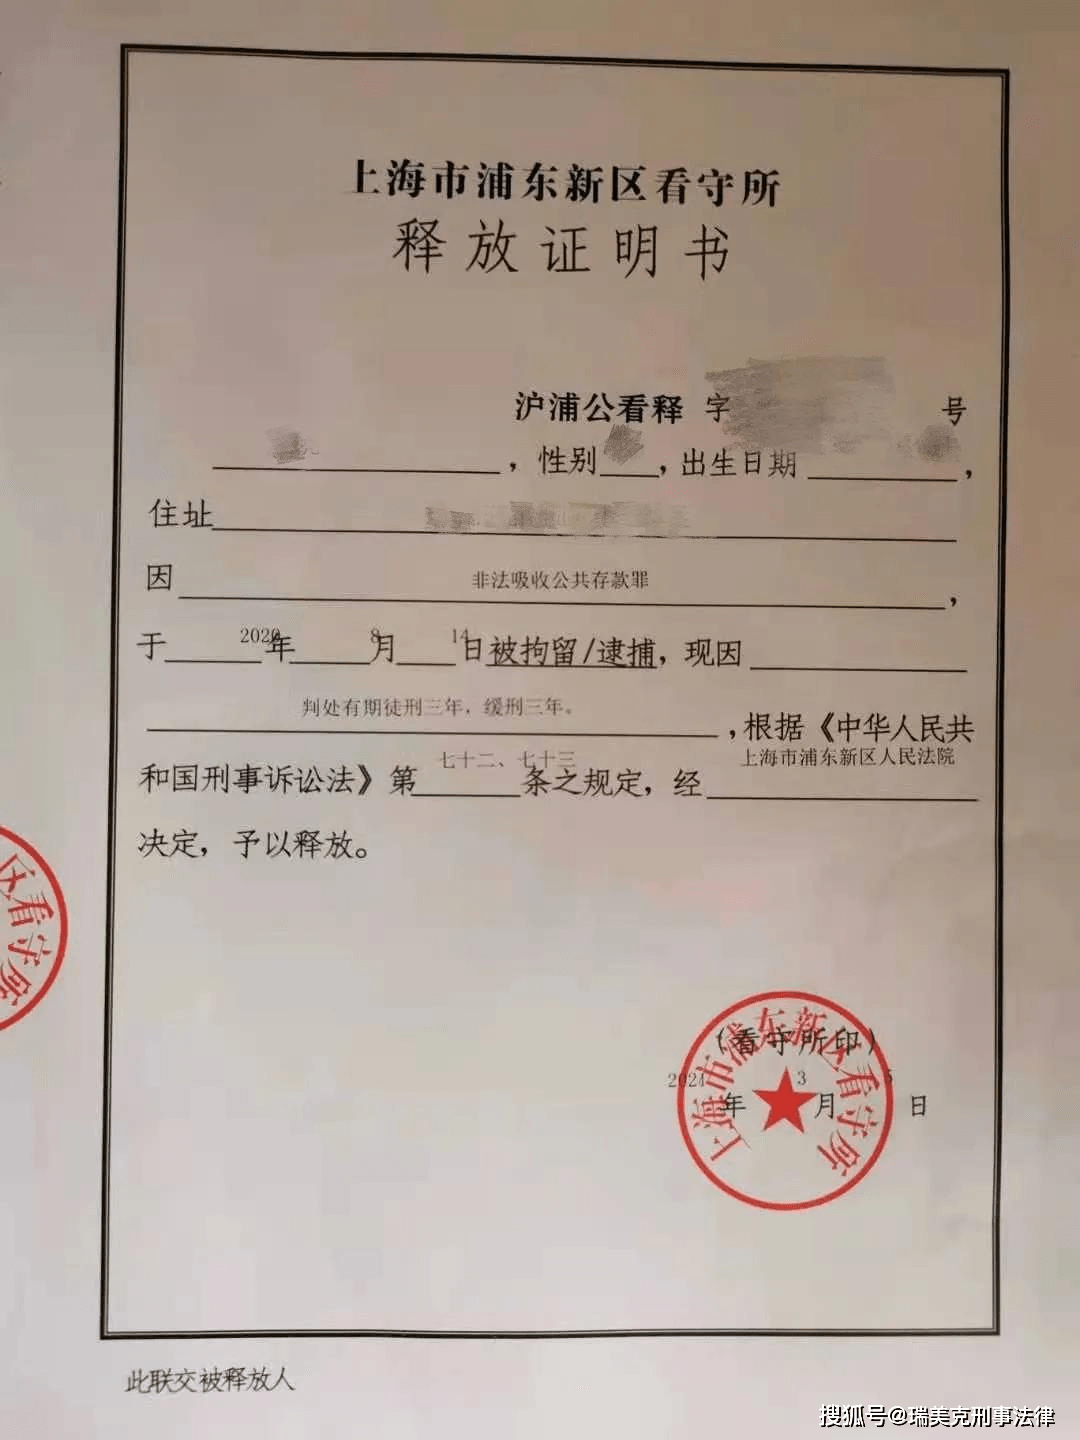 上海市浦东新区看守所
释放证明书
沪浦公看释 字 号
，性别 ，出生日期 ，
住址
因 非法吸收公共存款罪 ，
于 2020 年 8 月 14 日被拘留/逮捕，现因
判处有期徒刑三年，缓刑三年。 ，根据《中华人民共
和国刑事诉讼法》第 七十二、七十三 条之规定，经 上海市浦东新区人民法院
决定，予以释放。
区看守所
（看守所印）
2021 年 3 月 5 日
上海市浦东新区看守所
此联交被释放人
搜狐号@瑞美克刑事法律